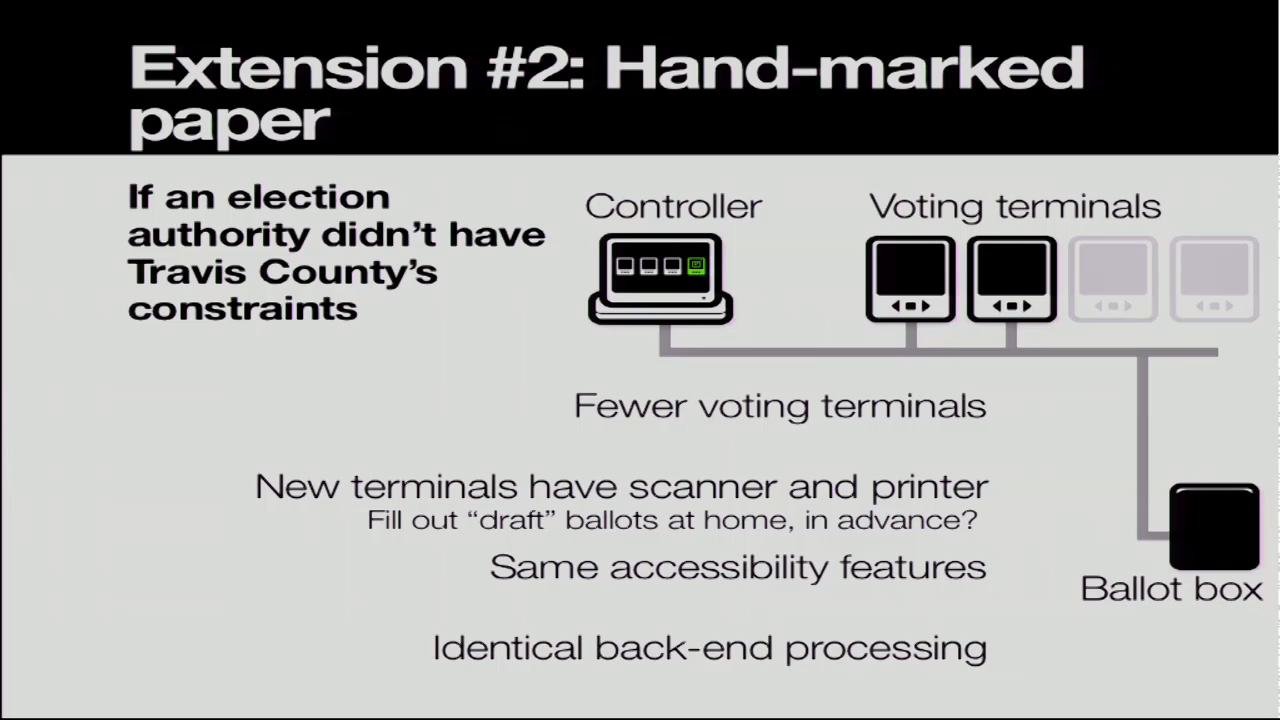 Extension #2: Hand-marked
paper
If an election
authority didn’t have
Travis County’s
constraints
Controller
Voting terminals
Fewer voting terminals
New terminals have scanner and printer
Fill out “draft” ballots at home, in advance?
Same accessibility features
Ballot box
Identical back-end processing